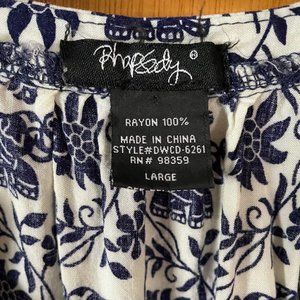 Rhapsody ®
RAYON 100%
MADE IN CHINA
STYLE#DWCD-6261
RN# 98359
LARGE